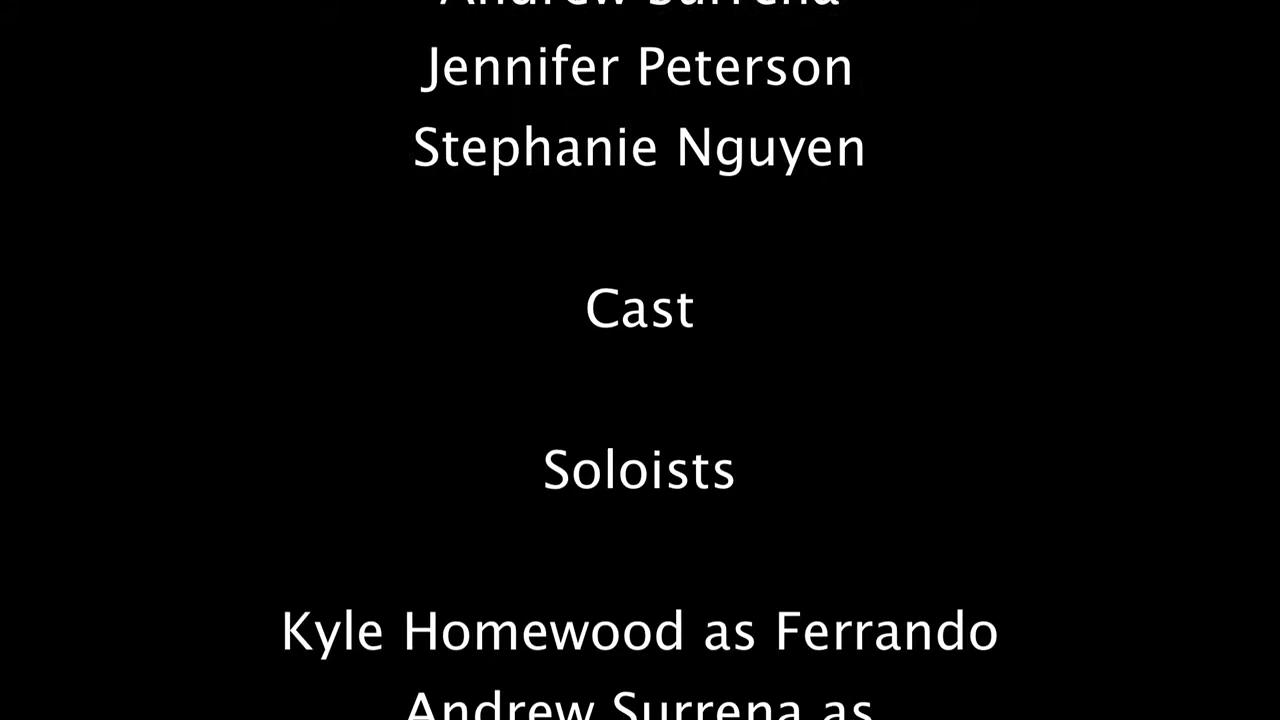 Andrew Surrena
Jennifer Peterson
Stephanie Nguyen
Cast
Soloists
Kyle Homewood as Ferrando
Andrew Surrena as